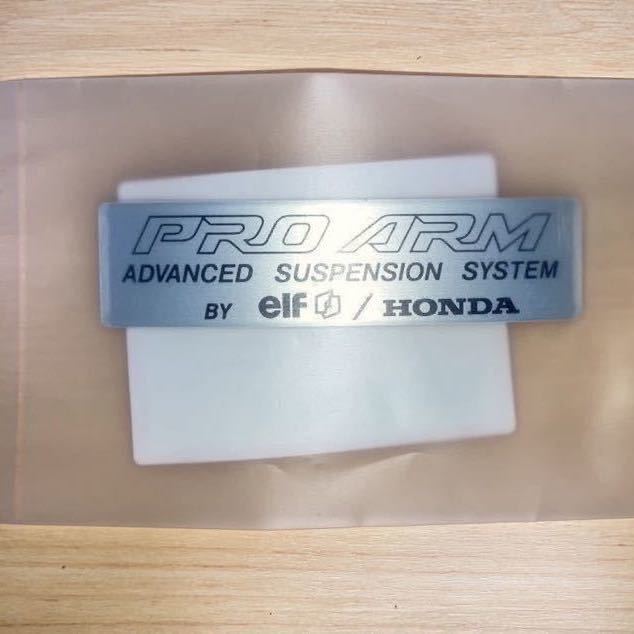 PRO ARM
ADVANCED SUSPENSION SYSTEM
BY elf / HONDA